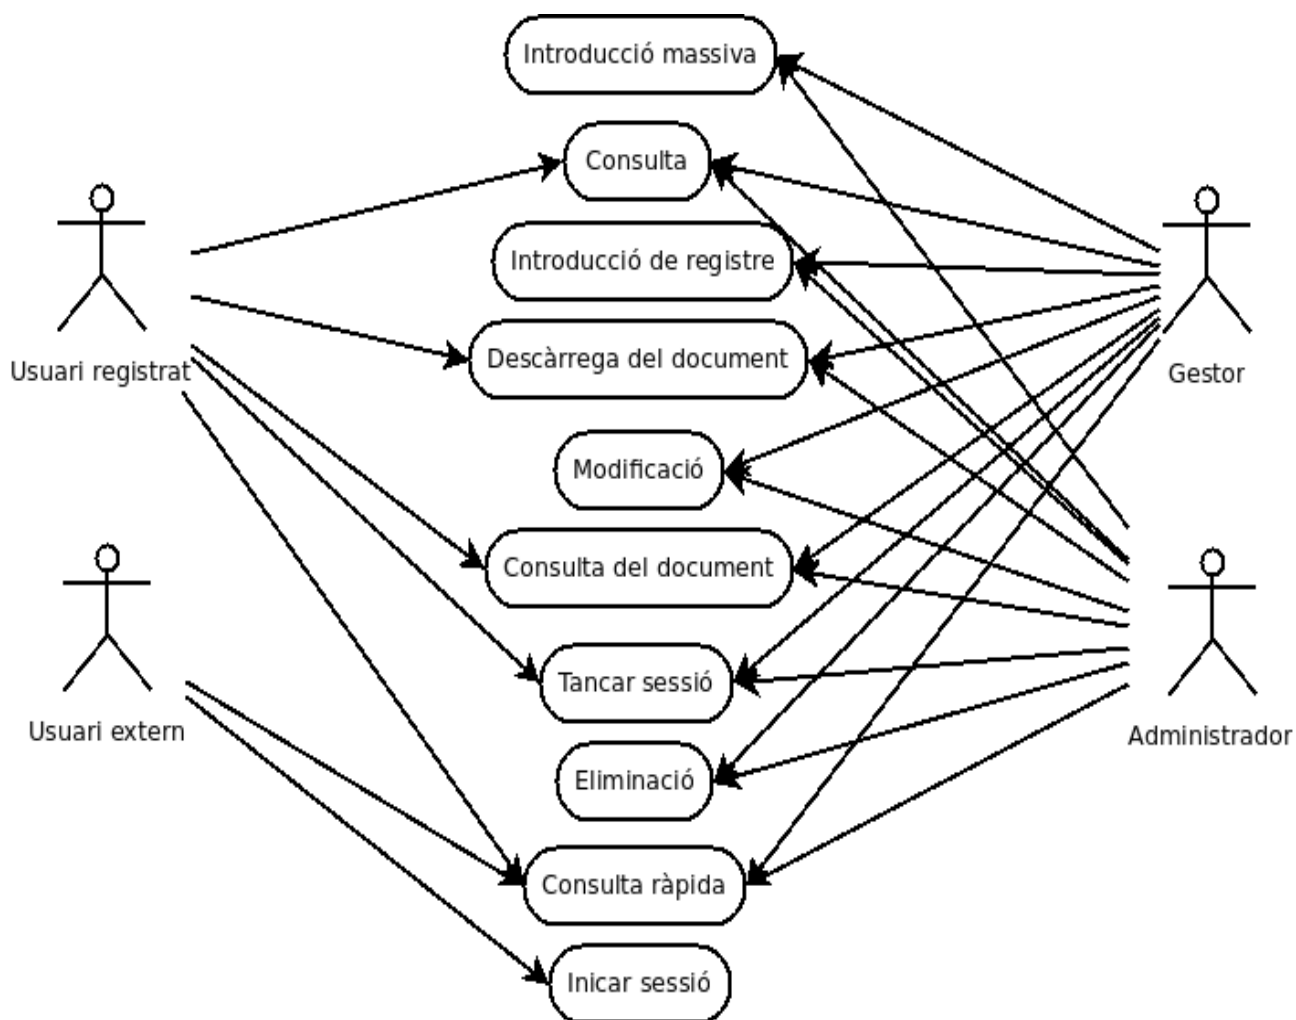 Introducció massiva
Consulta
Introducció de registre
Descàrrega del document
Usuari registrat
Gestor
Modificació
Consulta del document
Tancar sessió
Usuari extern
Administrador
Eliminació
Consulta ràpida
Inicar sessió